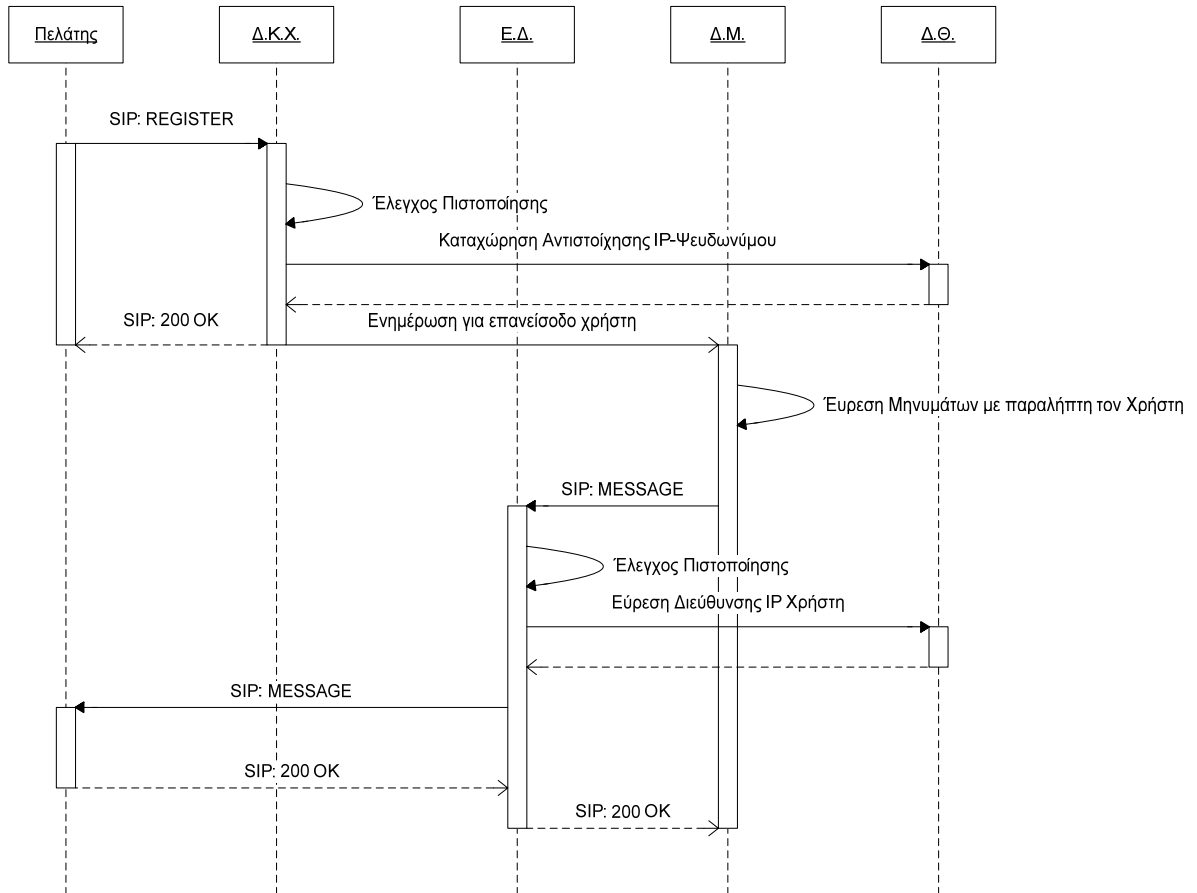 Πελάτης
Δ.Κ.Χ.
Ε.Δ.
Δ.Μ.
Δ.Θ.
SIP: REGISTER
Έλεγχος Πιστοποίησης
Καταχώρηση Αντιστοίχησης IP-Ψευδωνύμου
SIP: 200 OK
Ενημέρωση για επανείσοδο χρήστη
Έυρεση Μηνυμάτων με παραλήπτη τον Χρήστη
SIP: MESSAGE
Έλεγχος Πιστοποίησης
Εύρεση Διεύθυνσης IP Χρήστη
SIP: MESSAGE
SIP: 200 OK
SIP: 200 OK